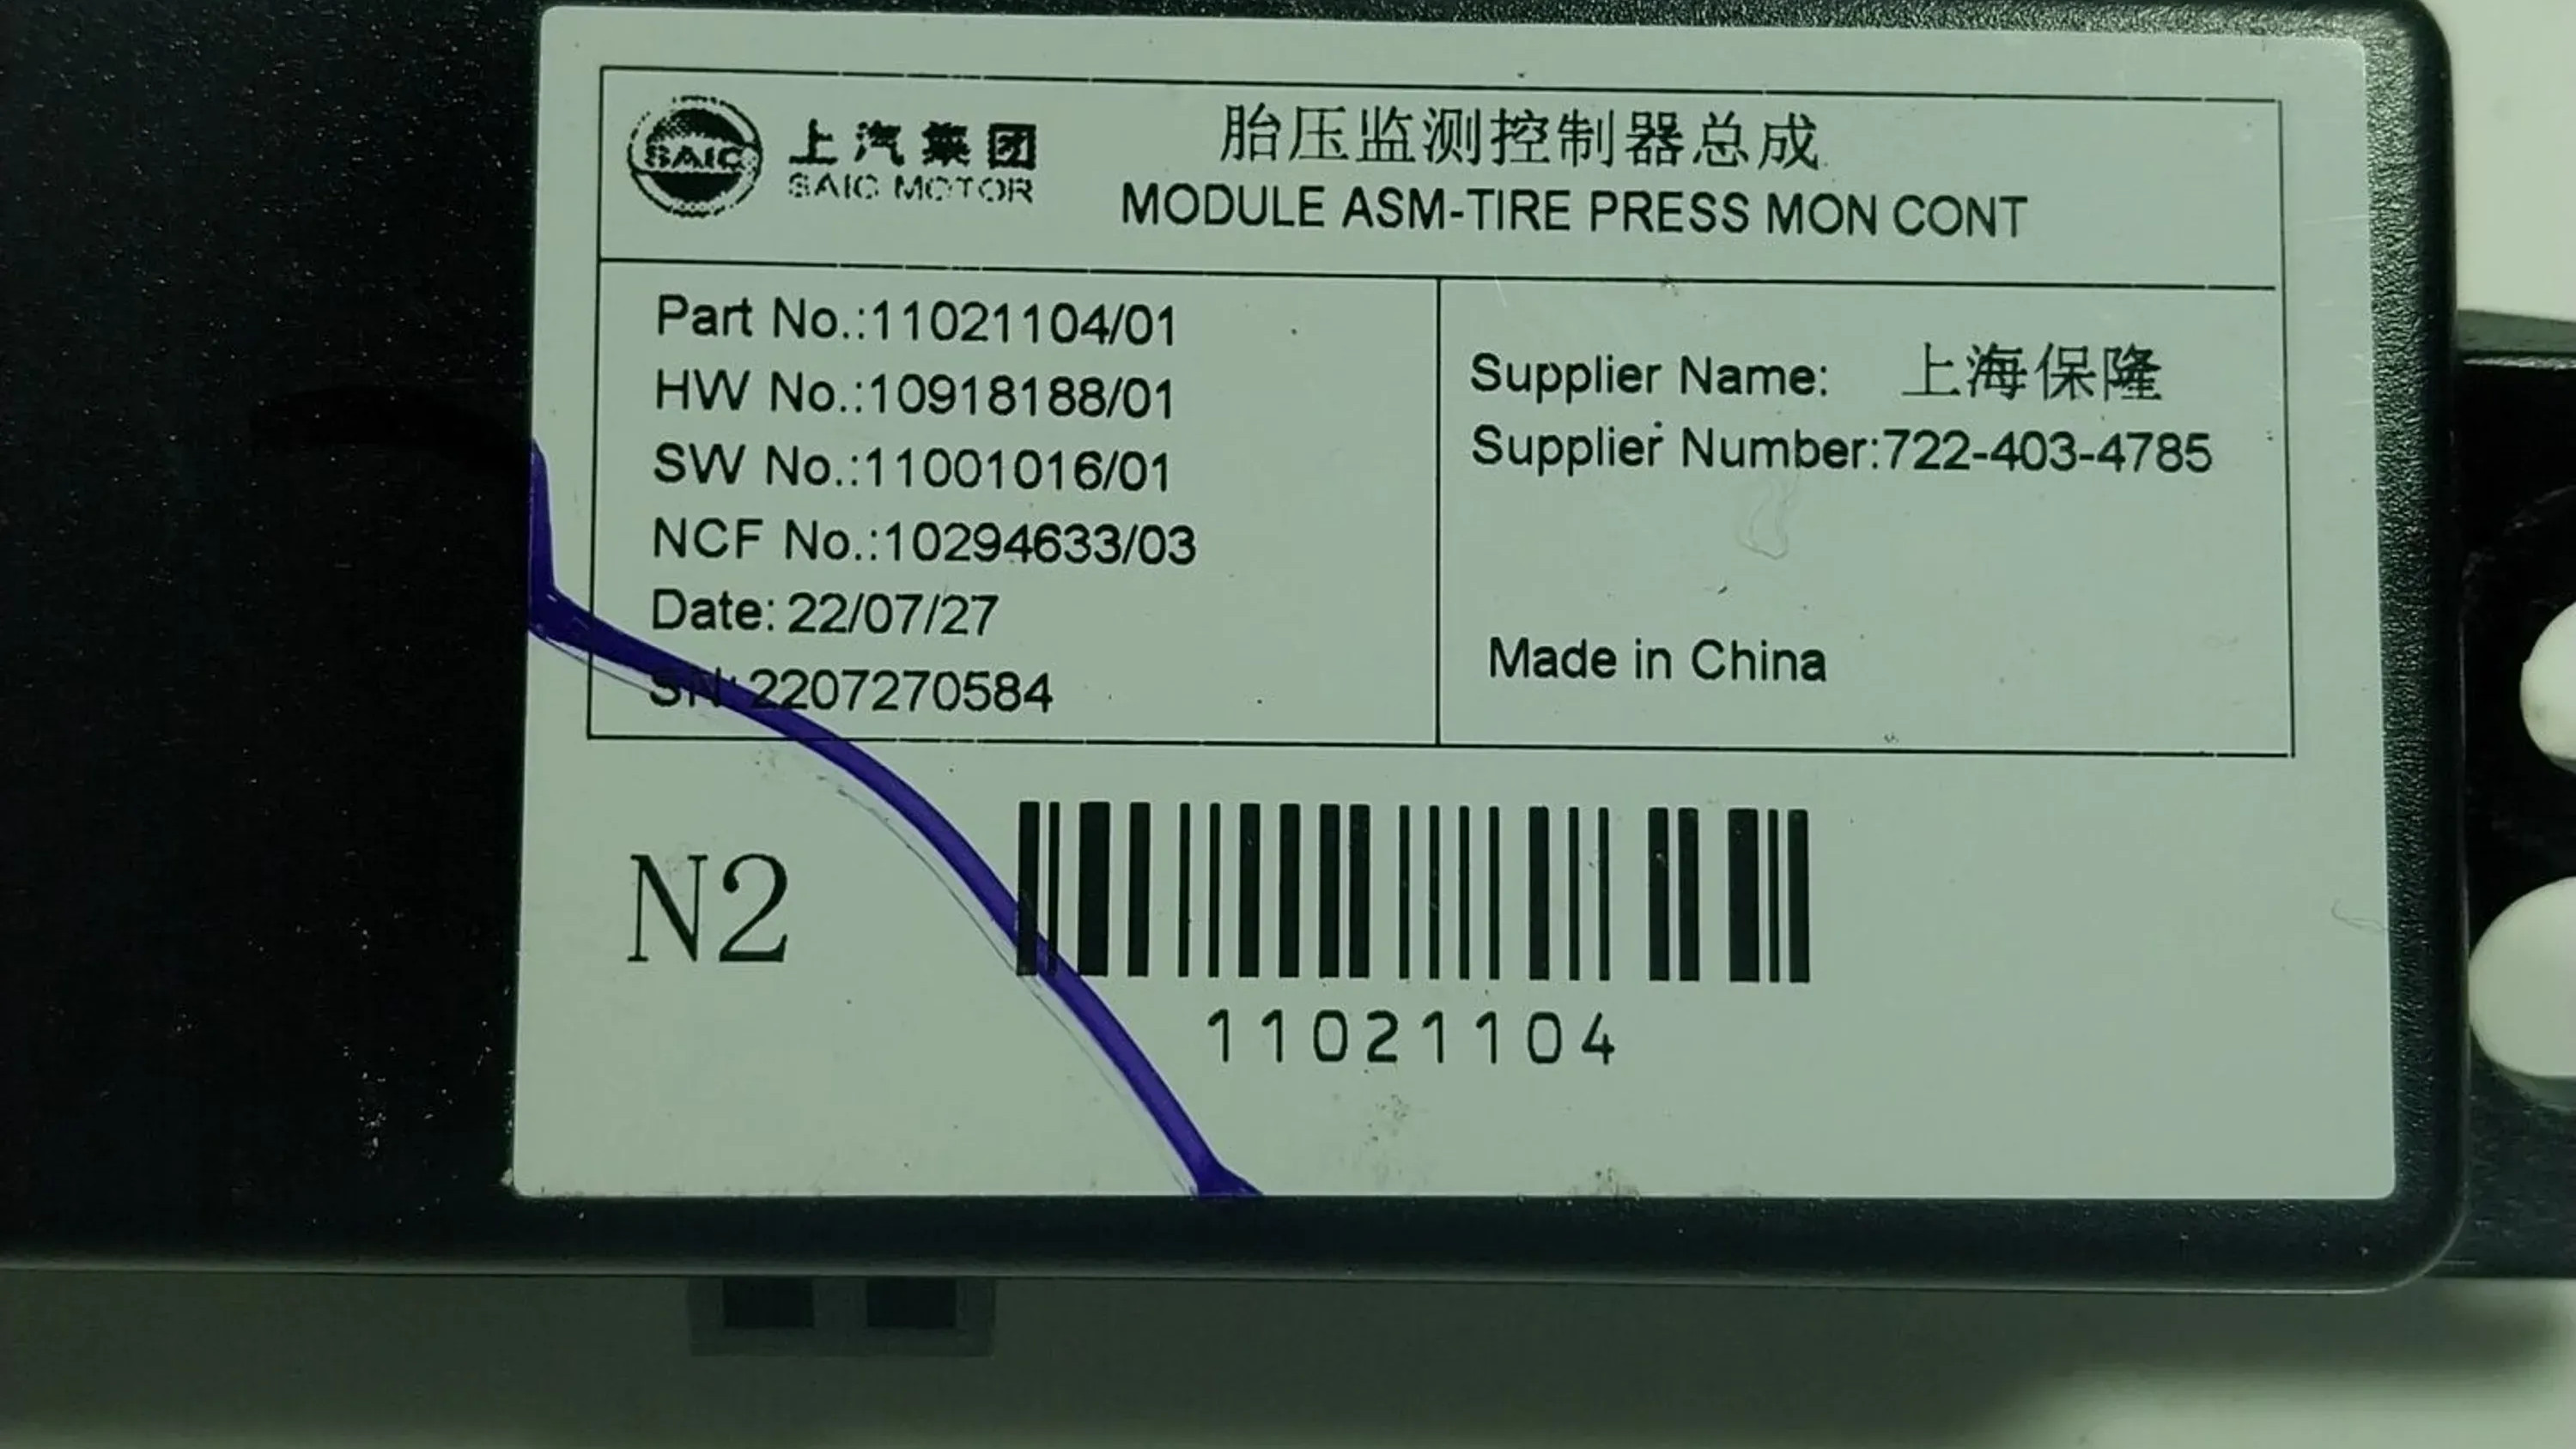 SAIC 上汽集团
SAIC MOTOR
胎压监测控制器总成
MODULE ASM-TIRE PRESS MON CONT
Part No.:11021104/01
HW No.:10918188/01
SW No.:11001016/01
NCF No.:10294633/03
Date: 22/07/27
SN:2207270584
Supplier Name: 上海保隆
Supplier Number:722-403-4785
Made in China
N2
11021104